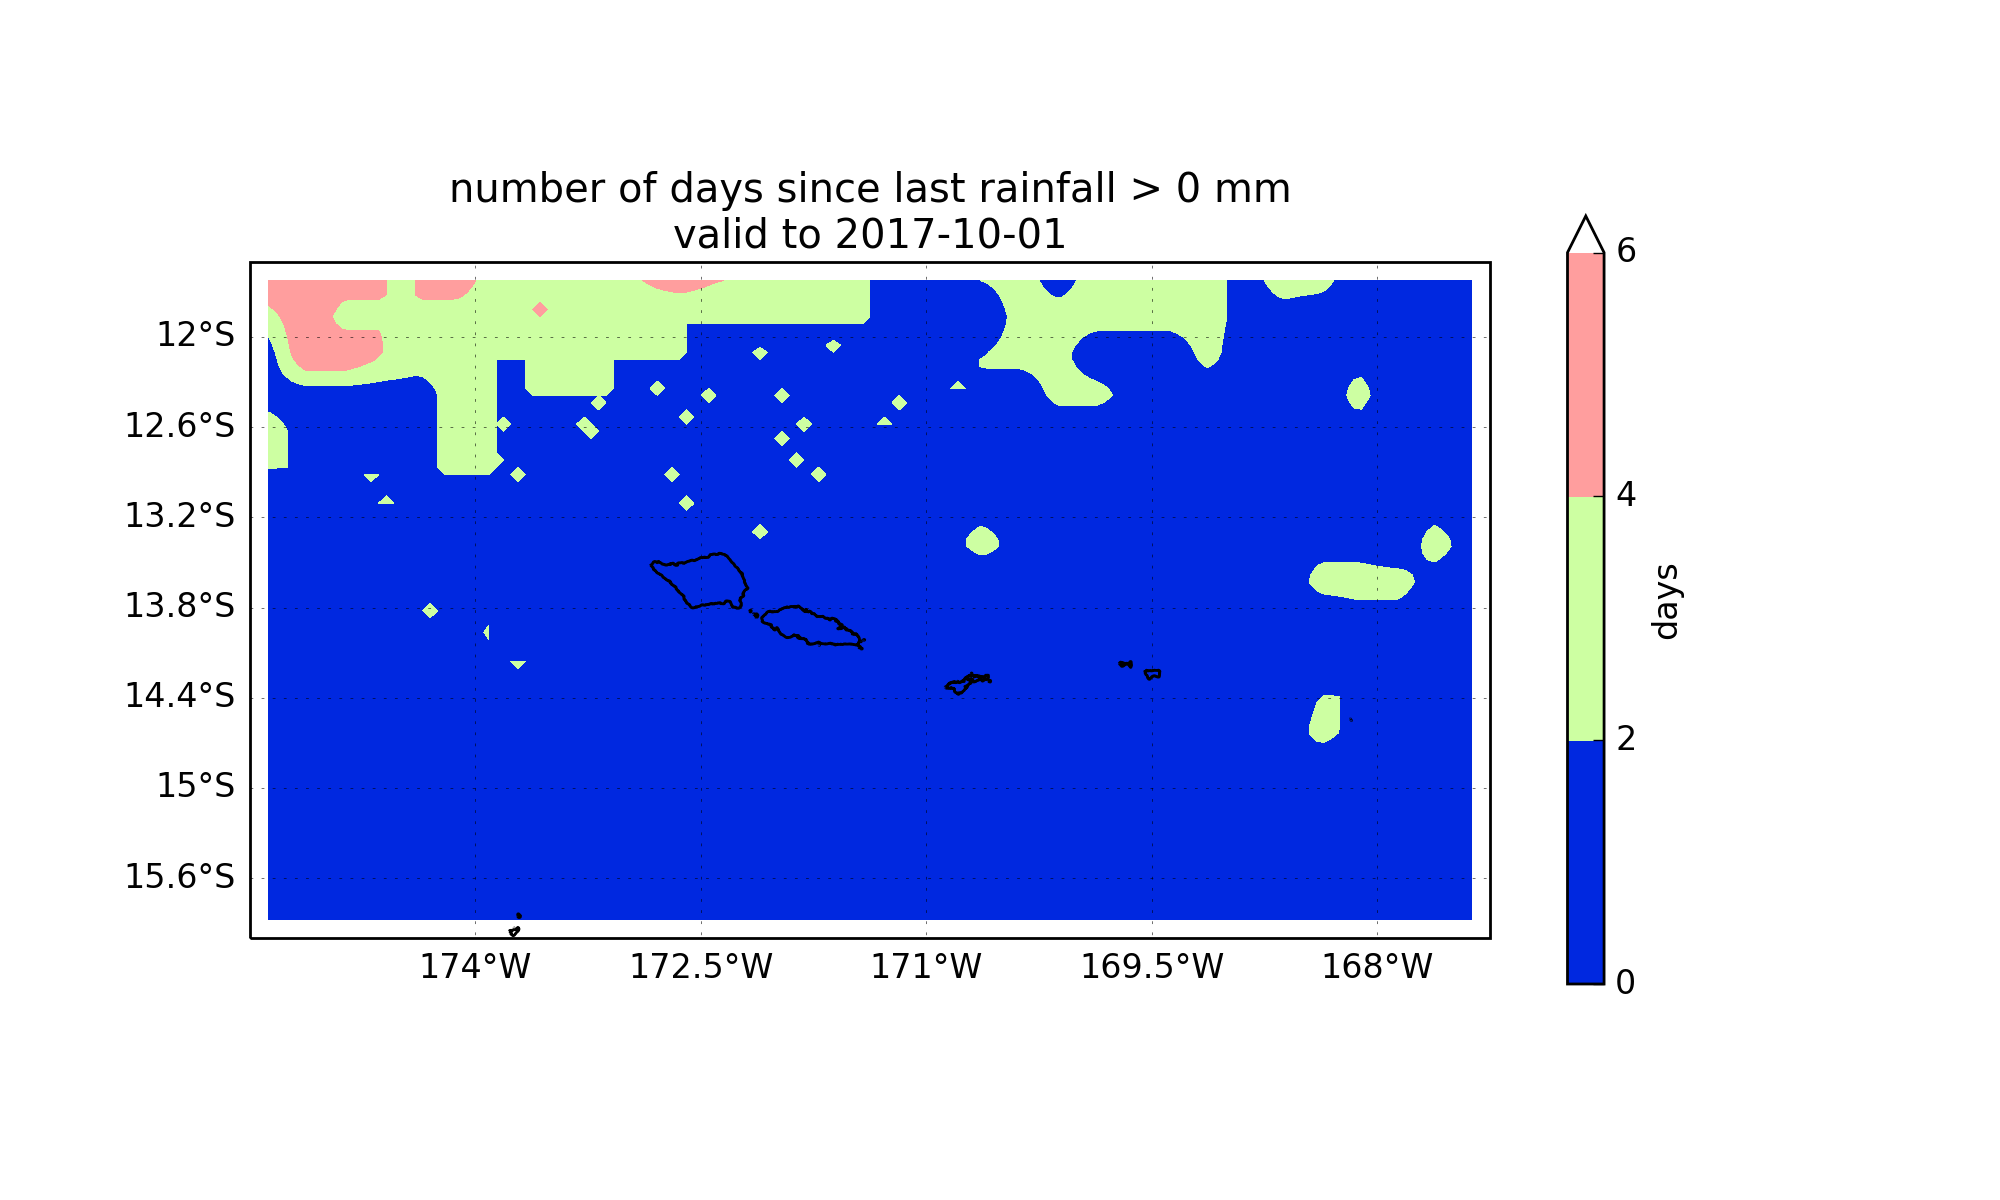 number of days since last rainfall > 0 mm
valid to 2017-10-01
6
12°S
12.6°S
4
13.2°S
days
13.8°S
14.4°S
2
15°S
15.6°S
174°W 172.5°W 171°W 169.5°W 168°W
0